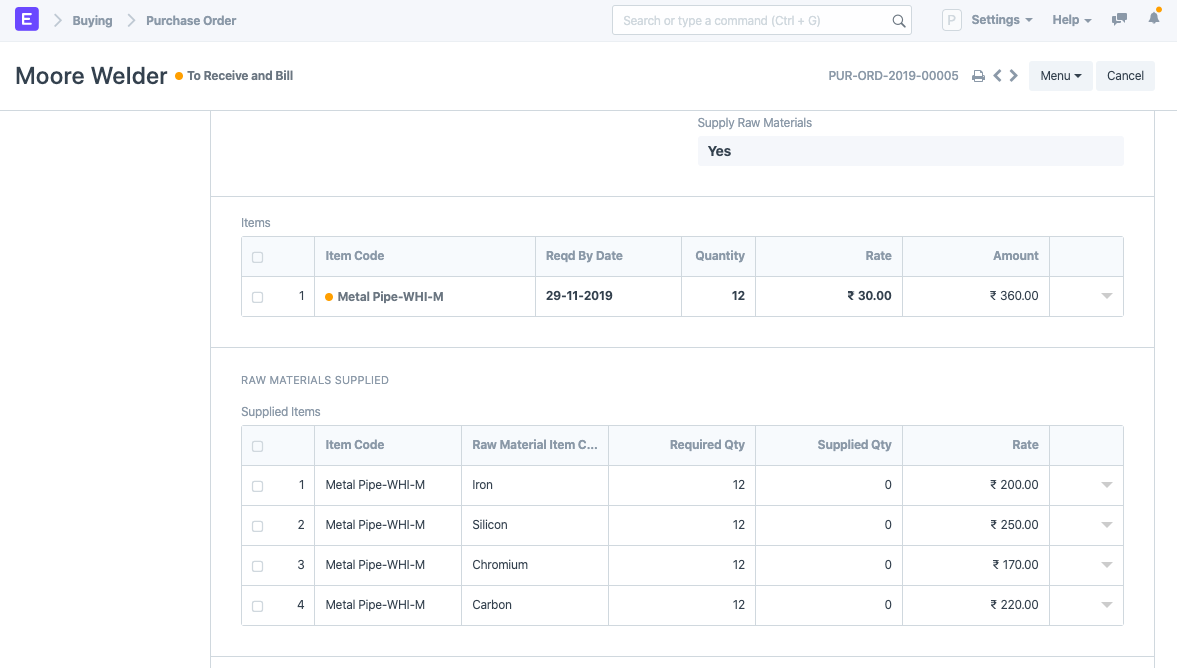 E Buying Purchase Order Search or type a command (Ctrl + G) P Settings Help
Moore Welder To Receive and Bill PUR-ORD-2019-00005 Menu Cancel
Supply Raw Materials
Yes
Items
Item Code Reqd By Date Quantity Rate Amount
1 Metal Pipe-WHI-M 29-11-2019 12 ₹ 30.00 ₹ 360.00
RAW MATERIALS SUPPLIED
Supplied Items
Item Code Raw Material Item C... Required Qty Supplied Qty Rate
1 Metal Pipe-WHI-M Iron 12 0 ₹ 200.00
2 Metal Pipe-WHI-M Silicon 12 0 ₹ 250.00
3 Metal Pipe-WHI-M Chromium 12 0 ₹ 170.00
4 Metal Pipe-WHI-M Carbon 12 0 ₹ 220.00